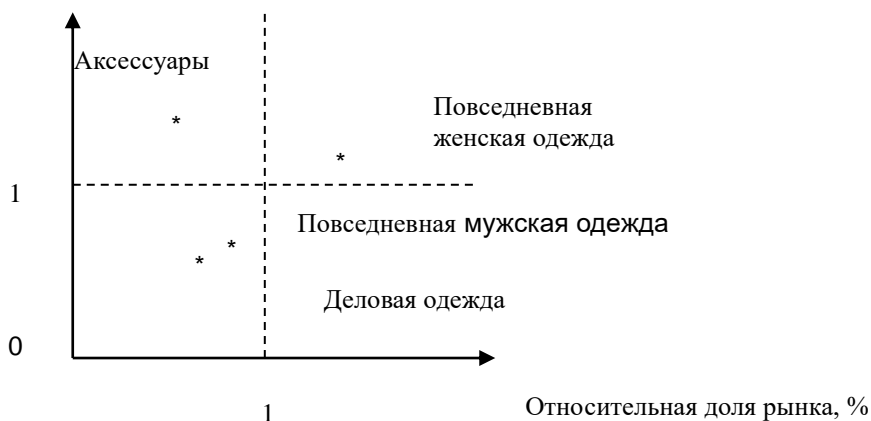 Аксессуары
*
Повседневная
женская одежда
*
1
Повседневная мужская одежда
*
*
Деловая одежда
0
1
Относительная доля рынка, %